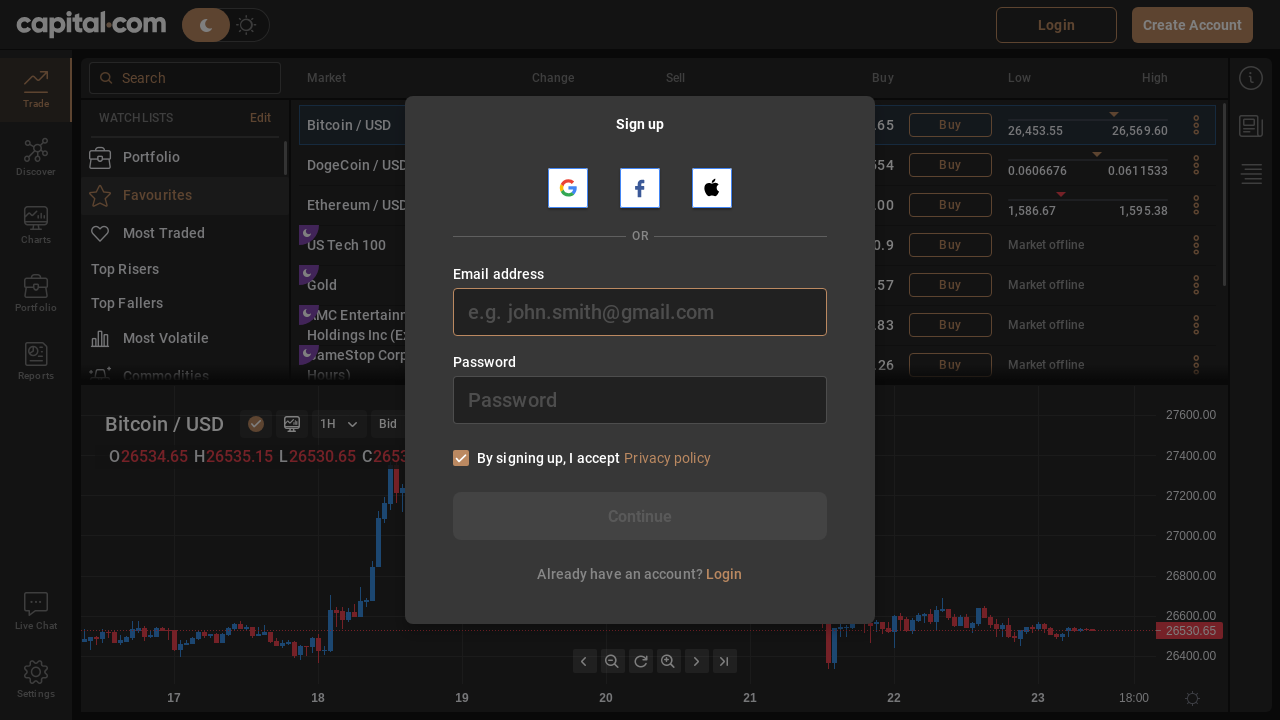 capital.com
Login
Create Account
Trade
Discover
Charts
Portfolio
Reports
Live Chat
Settings
Search
WATCHLISTS Edit
Portfolio
Favourites
Most Traded
Top Risers
Top Fallers
Most Volatile
Commodities
Market Change Sell Buy Low High
Bitcoin / USD .65 Buy 26,453.55 26,569.60
DogeCoin / USD 554 Buy 0.0606676 0.0611533
Ethereum / USD .00 Buy 1,586.67 1,595.38
US Tech 100 0.9 Buy Market offline
Gold .57 Buy Market offline
AMC Entertainm
Holdings Inc (Ex .83 Buy Market offline
GameStop Corp
Hours) .26 Buy Market offline
Sign up
OR
Email address
e.g. john.smith@gmail.com
Password
Password
By signing up, I accept Privacy policy
Continue
Already have an account? Login
Bitcoin / USD 1H Bid
O26534.65 H26535.15 L26530.65 C2653
27600.00
27400.00
27200.00
27000.00
26800.00
26600.00
26530.65
26400.00
17 18 19 20 21 22 23 18:00